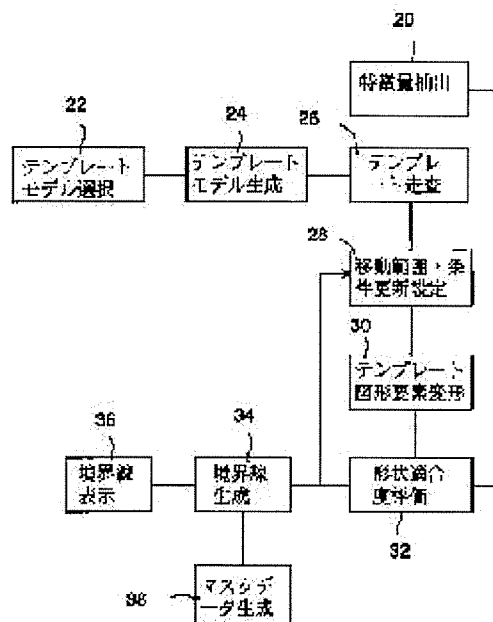 20
特徴量抽出
22
24
26
テンプレート
モデル選択
テンプレート
モデル生成
テンプレ
ート走査
28
移動範囲・条
件更新設定
30
テンプレート
図形要素変形
36
34
境界線
表示
境界線
生成
形状適合
度評価
32
38
マスクデ
ータ生成